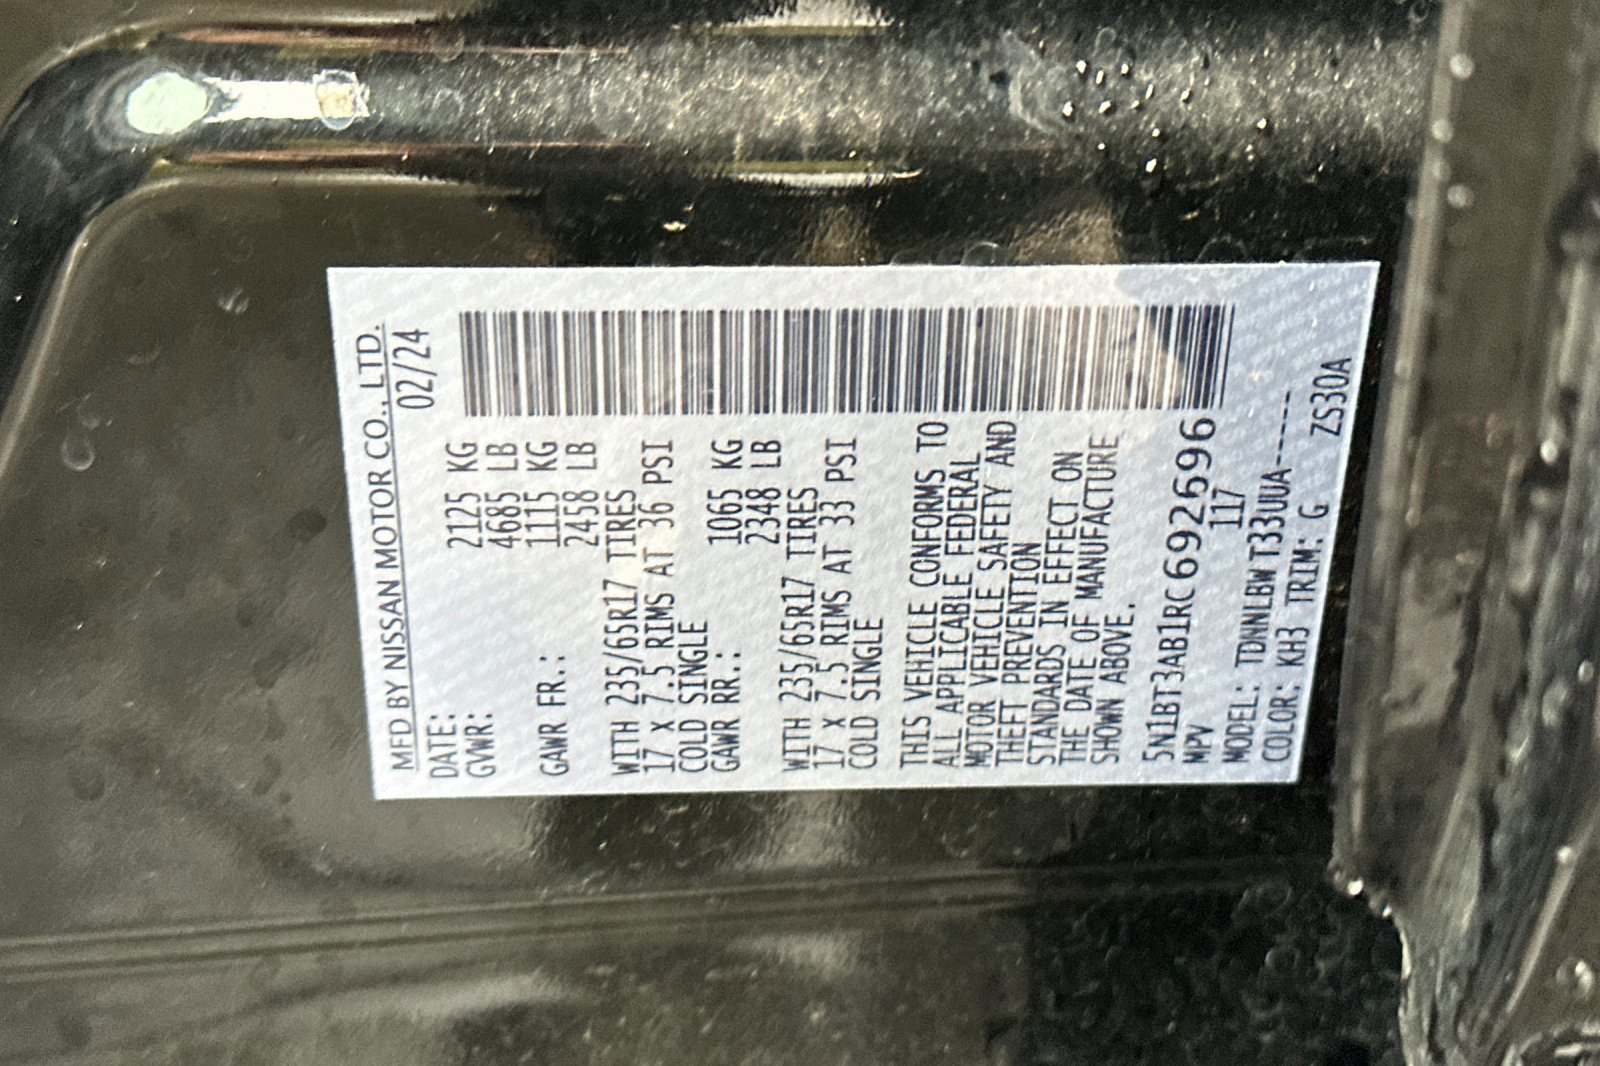 MFD BY NISSAN MOTOR CO., LTD.
DATE: 02/24
GVWR: 2125 KG
4685 LB
GAWR FR.: 1115 KG
2458 LB
WITH 235/65R17 TIRES
17 X 7.5 RIMS AT 36 PSI
COLD SINGLE
GAWR RR.: 1065 KG
2348 LB
WITH 235/65R17 TIRES
17 X 7.5 RIMS AT 33 PSI
COLD SINGLE
THIS VEHICLE CONFORMS TO
ALL APPLICABLE FEDERAL
MOTOR VEHICLE SAFETY AND
THEFT PREVENTION
STANDARDS IN EFFECT ON
THE DATE OF MANUFACTURE
SHOWN ABOVE.
5N1BT3AB1RC692696
MPV 117
MODEL: TDNNLBW T33UUA------
COLOR: KH3 TRIM: G ZS30A